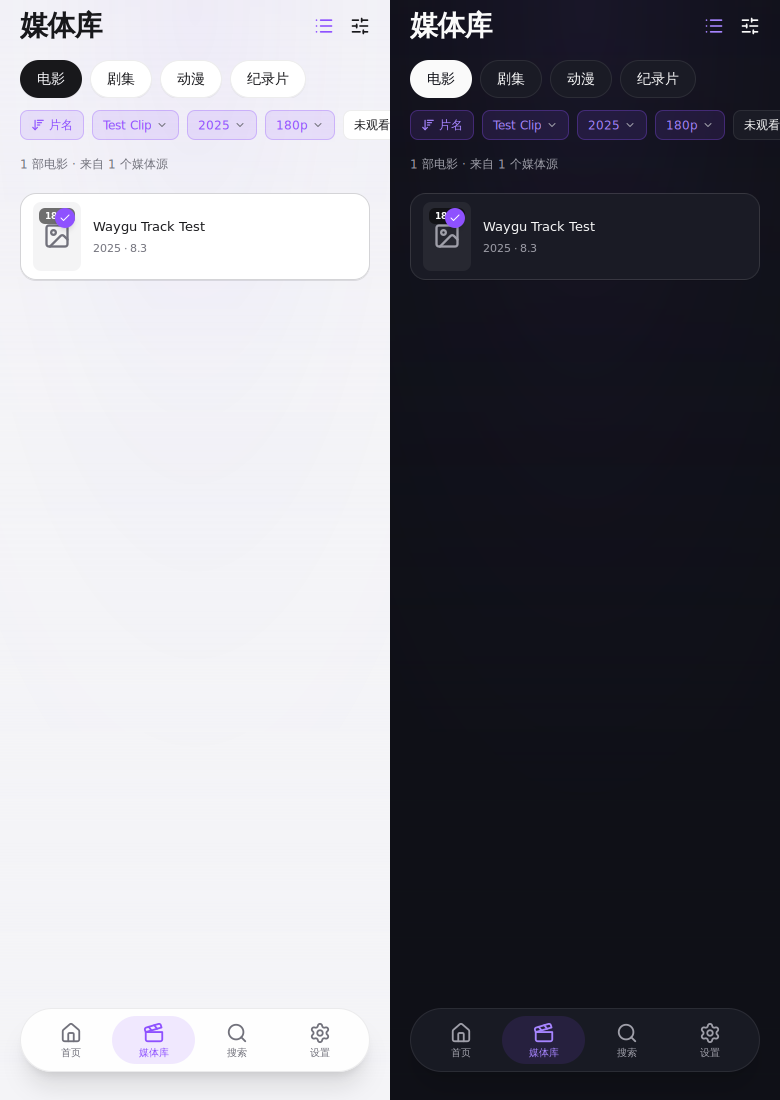 媒体库
电影 剧集 动漫 纪录片
片名 Test Clip 2025 180p 未观看
1 部电影 · 来自 1 个媒体源
18
Waygu Track Test
2025 · 8.3
首页 媒体库 搜索 设置
媒体库
电影 剧集 动漫 纪录片
片名 Test Clip 2025 180p 未观看
1 部电影 · 来自 1 个媒体源
18
Waygu Track Test
2025 · 8.3
首页 媒体库 搜索 设置